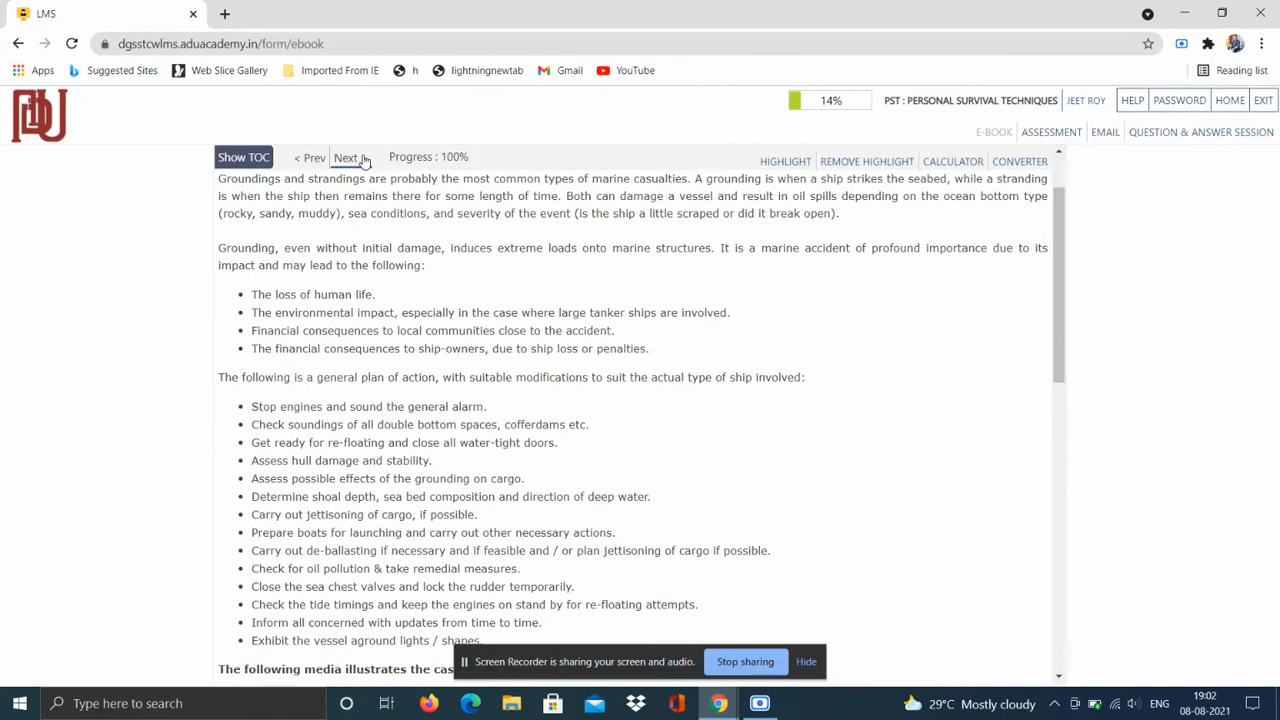 LMS
dgsstcwlms.aduacademy.in/form/ebook
Apps Suggested Sites Web Slice Gallery Imported From IE h lightningnewtab Gmail YouTube Reading list
14% PST : PERSONAL SURVIVAL TECHNIQUES JEET ROY HELP PASSWORD HOME EXIT
E-BOOK ASSESSMENT EMAIL QUESTION & ANSWER SESSION
Show TOC < Prev Next Progress : 100% HIGHLIGHT REMOVE HIGHLIGHT CALCULATOR CONVERTER
Groundings and strandings are probably the most common types of marine casualties. A grounding is when a ship strikes the seabed, while a stranding
is when the ship then remains there for some length of time. Both can damage a vessel and result in oil spills depending on the ocean bottom type
(rocky, sandy, muddy), sea conditions, and severity of the event (is the ship a little scraped or did it break open).
Grounding, even without initial damage, induces extreme loads onto marine structures. It is a marine accident of profound importance due to its
impact and may lead to the following:
• The loss of human life.
• The environmental impact, especially in the case where large tanker ships are involved.
• Financial consequences to local communities close to the accident.
• The financial consequences to ship-owners, due to ship loss or penalties.
The following is a general plan of action, with suitable modifications to suit the actual type of ship involved:
• Stop engines and sound the general alarm.
• Check soundings of all double bottom spaces, cofferdams etc.
• Get ready for re-floating and close all water-tight doors.
• Assess hull damage and stability.
• Assess possible effects of the grounding on cargo.
• Determine shoal depth, sea bed composition and direction of deep water.
• Carry out jettisoning of cargo, if possible.
• Prepare boats for launching and carry out other necessary actions.
• Carry out de-ballasting if necessary and if feasible and / or plan jettisoning of cargo if possible.
• Check for oil pollution & take remedial measures.
• Close the sea chest valves and lock the rudder temporarily.
• Check the tide timings and keep the engines on stand by for re-floating attempts.
• Inform all concerned with updates from time to time.
• Exhibit the vessel aground lights / shapes.
The following media illustrates the cas
Screen Recorder is sharing your screen and audio. Stop sharing Hide
Type here to search 29°C Mostly cloudy ENG 19:02
08-08-2021